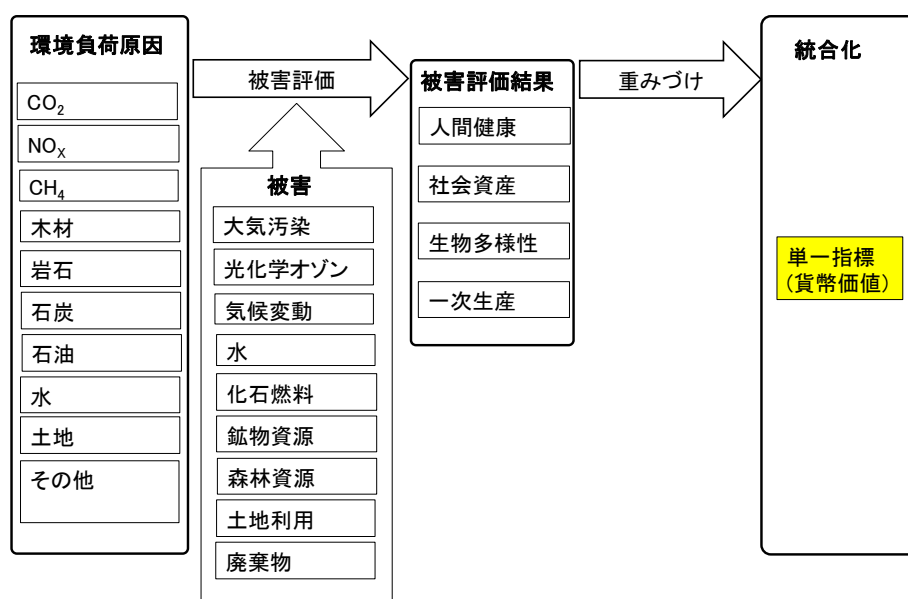 環境負荷原因
CO₂
NOₓ
CH₄
木材
岩石
石炭
石油
水
土地
その他
被害評価
被害
大気汚染
光化学オゾン
気候変動
水
化石燃料
鉱物資源
森林資源
土地利用
廃棄物
被害評価結果
人間健康
社会資産
生物多様性
一次生産
重みづけ
統合化
単一指標
(貨幣価値)